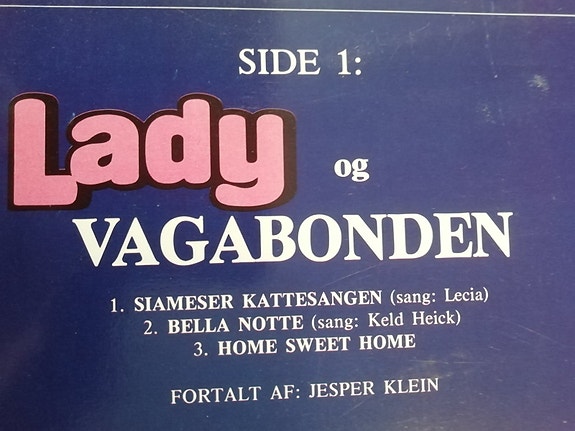 SIDE 1:
Lady og
VAGABONDEN
1. SIAMESER KATTESANGEN (sang: Lecia)
2. BELLA NOTTE (sang: Keld Heick)
3. HOME SWEET HOME
FORTALT AF: JESPER KLEIN